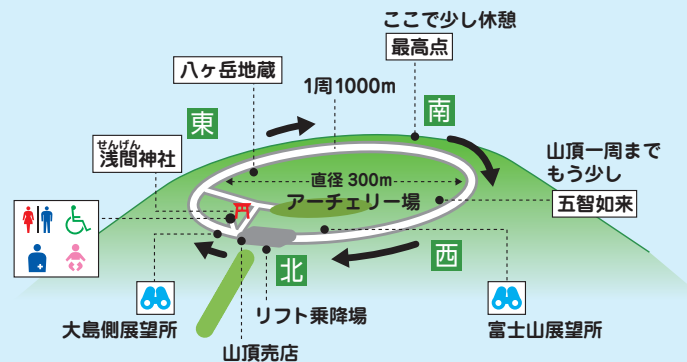 ここで少し休憩
最高点
八ヶ岳地蔵
1周1000m
東
南
せんげん
浅間神社
山頂一周まで
もう少し
直径 300m
アーチェリー場
五智如来
西
北
大島側展望所
リフト乗降場
富士山展望所
山頂売店